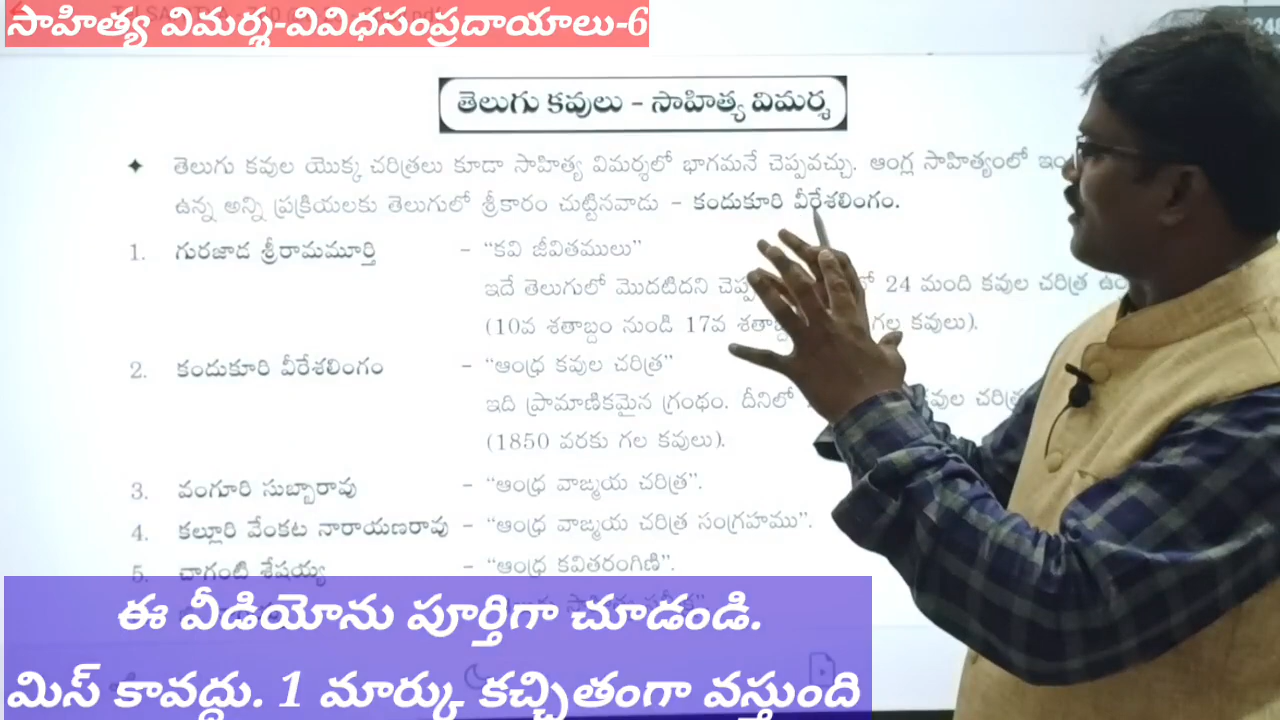 సాహిత్య విమర్శ-వివిధసంప్రదాయాలు-6
తెలుగు కవులు - సాహిత్య విమర్శ
✦ తెలుగు కవుల యొక్క చరిత్రలు కూడా సాహిత్య విమర్శలో భాగమనే చెప్పవచ్చు. ఆంగ్ల సాహిత్యంలో
ఉన్న అన్ని ప్రక్రియలకు తెలుగులో శ్రీకారం చుట్టినవాడు - కందుకూరి వీరేశలింగం.
1. గురజాడ శ్రీరామమూర్తి - "కవి జీవితములు"
ఇదే తెలుగులో మొదటిదని 24 మంది కవుల చరిత్ర
(10వ శతాబ్దం నుండి 17వ గల కవులు).
2. కందుకూరి వీరేశలింగం - "ఆంధ్ర కవుల చరిత్ర"
ఇది ప్రామాణికమైన గ్రంథం. దీనిలో
(1850 వరకు గల కవులు).
3. వంగూరి సుబ్బారావు - "ఆంధ్ర వాఙ్మయ చరిత్ర".
4. కల్లూరి వేంకట నారాయణరావు - "ఆంధ్ర వాఙ్మయ చరిత్ర సంగ్రహము".
5. చాగంటి శేషయ్య - "ఆంధ్ర కవితరంగిణి".
ఈ వీడియోను పూర్తిగా చూడండి.
మిస్ కావద్దు. 1 మార్కు కచ్చితంగా వస్తుంది